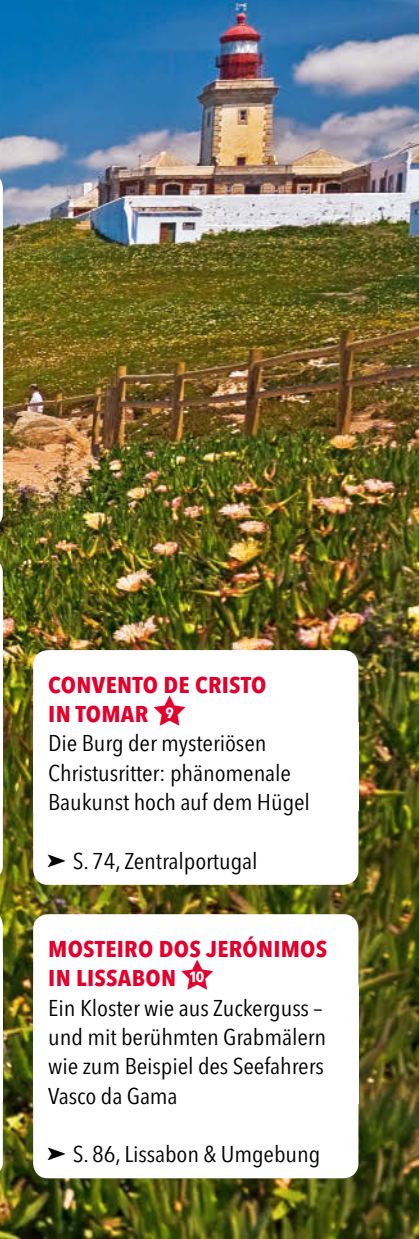 CONVENTO DE CRISTO
IN TOMAR 9
Die Burg der mysteriösen
Christusritter: phänomenale
Baukunst hoch auf dem Hügel
➤ S. 74, Zentralportugal
MOSTEIRO DOS JERÓNIMOS
IN LISSABON 10
Ein Kloster wie aus Zuckerguss –
und mit berühmten Grabmälern
wie zum Beispiel des Seefahrers
Vasco da Gama
➤ S. 86, Lissabon & Umgebung